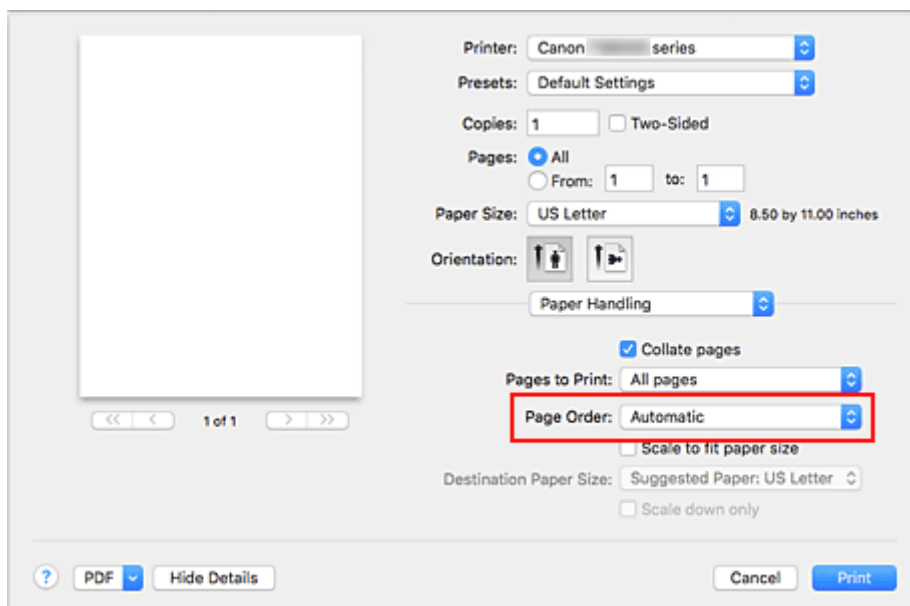 Printer: Canon series
Presets: Default Settings
Copies: 1 Two-Sided
Pages: All
From: 1 to: 1
Paper Size: US Letter 8.50 by 11.00 inches
Orientation:
Paper Handling
Collate pages
Pages to Print: All pages
<< < 1 of 1 > >>
Page Order: Automatic
Scale to fit paper size
Destination Paper Size: Suggested Paper: US Letter
Scale down only
? PDF Hide Details Cancel Print